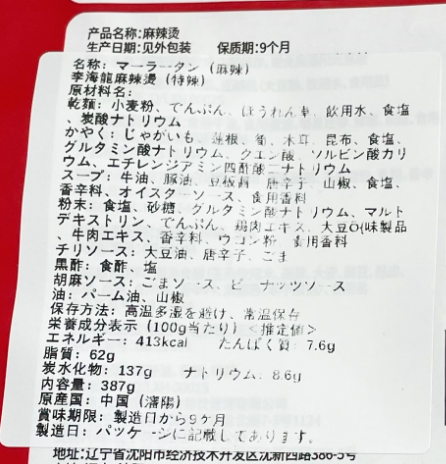 产品名称:麻辣烫
生产日期:见外包装 保质期:9个月
名称: マーラータン (麻辣)
李海龍麻辣烫 (特辣)
原材料名:
乾麺: 小麦粉、でんぷん、ほうれん草、飲用水、食塩
、炭酸ナトリウム
かやく: じゃがいも、蓮根、筍、木耳、昆布、食塩、
グルタミン酸ナトリウム、クエン酸、ソルビン酸カリ
ウム、エチレンジアミン四酢酸二ナトリウム
スープ: 牛油、豚油、豆板醤、唐辛子、山椒、食塩、
香辛料、オイスターソース、食用香料
粉末: 食塩、砂糖、グルタミン酸ナトリウム、マルト
デキストリン、でんぷん、鶏肉エキス、大豆の味製品
、牛肉エキス、香辛料、ウコン粉、食用香料
チリソース: 大豆油、唐辛子、ごま
黒酢: 食酢、塩
胡麻ソース: ごまソース、ピーナッツソース
油: パーム油、山椒
保存方法: 高温多湿を避け、常温保存
栄養成分表示 (100g当たり) <推定値>
エネルギー: 413kcal たんぱく質: 7.6g
脂質: 62g
炭水化物: 137g ナトリウム: 8.6g
内容量: 387g
原産国: 中国 (瀋陽)
賞味期限: 製造日から9ヶ月
製造日: パッケージに記載してあります。
地址:辽宁省沈阳市经济技术开发区沈新西路386-5号